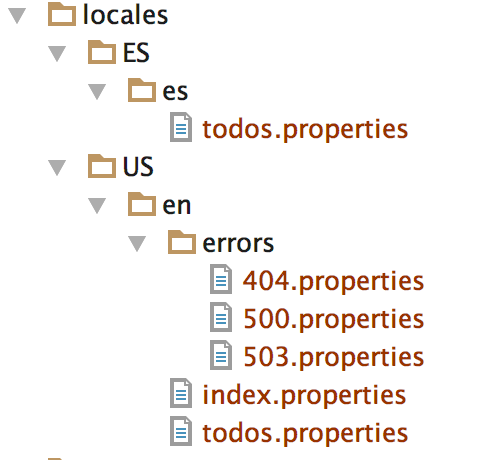 locales
ES
es
todos.properties
US
en
errors
404.properties
500.properties
503.properties
index.properties
todos.properties